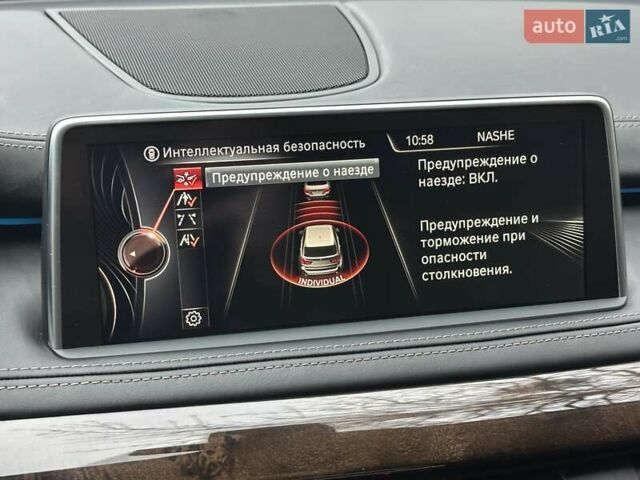 auto RIA.com
Интеллектуальная безопасность
10:58 NASHE
Предупреждение о наезде
Предупреждение о
наезде: ВКЛ.
Предупреждение и
торможение при
опасности
столкновения.
INDIVIDUAL